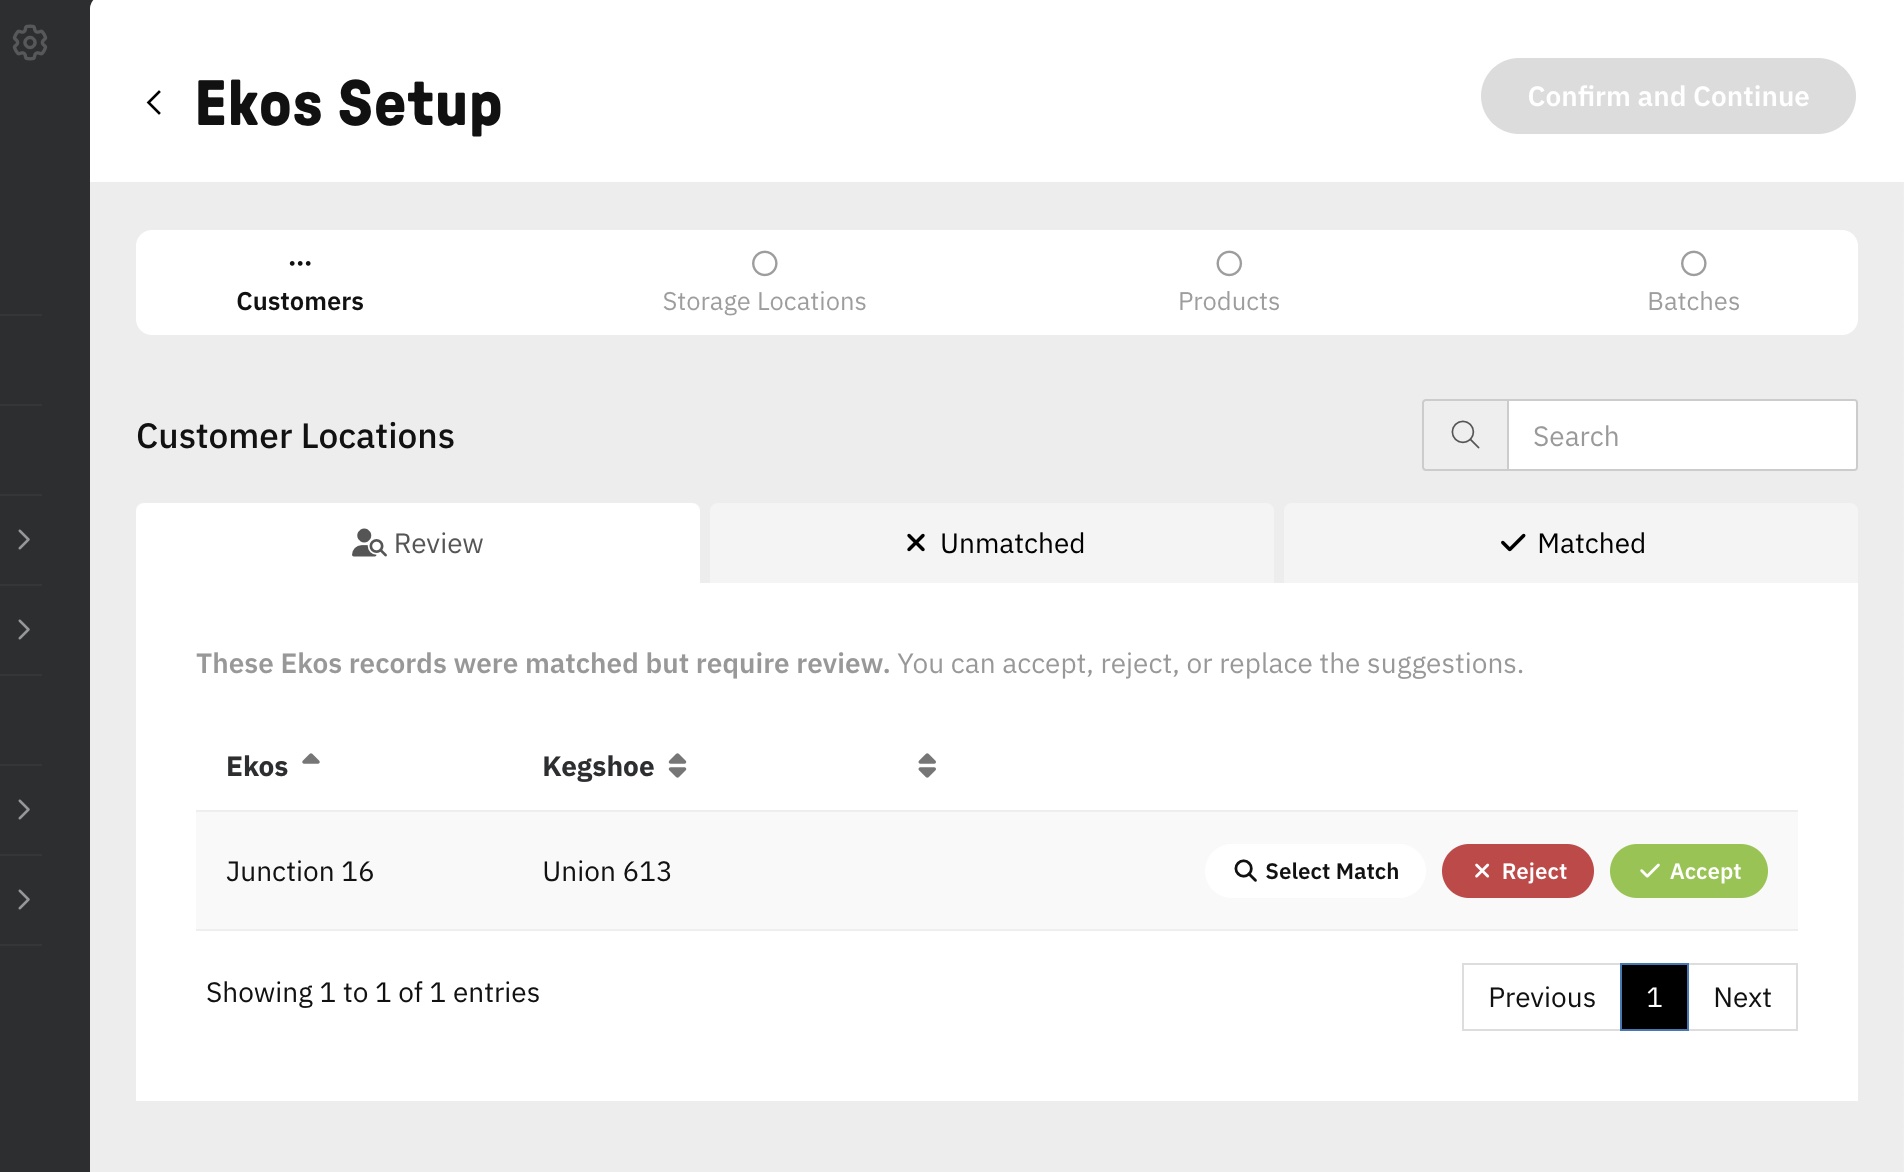 Ekos Setup
Confirm and Continue
Customers
Storage Locations
Products
Batches
Customer Locations
Search
Review
Unmatched
Matched
These Ekos records were matched but require review. You can accept, reject, or replace the suggestions.
Ekos
Kegshoe
Junction 16
Union 613
Select Match
Reject
Accept
Showing 1 to 1 of 1 entries
Previous
1
Next